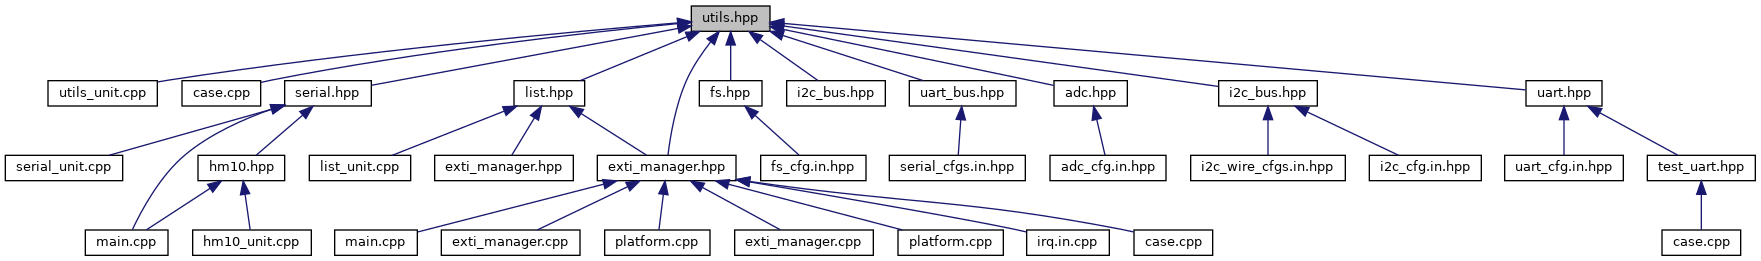 utils.hpp
utils_unit.cpp
case.cpp
serial.hpp
list.hpp
fs.hpp
i2c_bus.hpp
uart_bus.hpp
adc.hpp
i2c_bus.hpp
uart.hpp
serial_unit.cpp
hm10.hpp
list_unit.cpp
exti_manager.hpp
exti_manager.hpp
fs_cfg.in.hpp
serial_cfgs.in.hpp
adc_cfg.in.hpp
i2c_wire_cfgs.in.hpp
i2c_cfg.in.hpp
uart_cfg.in.hpp
test_uart.hpp
main.cpp
hm10_unit.cpp
main.cpp
exti_manager.cpp
platform.cpp
exti_manager.cpp
platform.cpp
irq.in.cpp
case.cpp
case.cpp